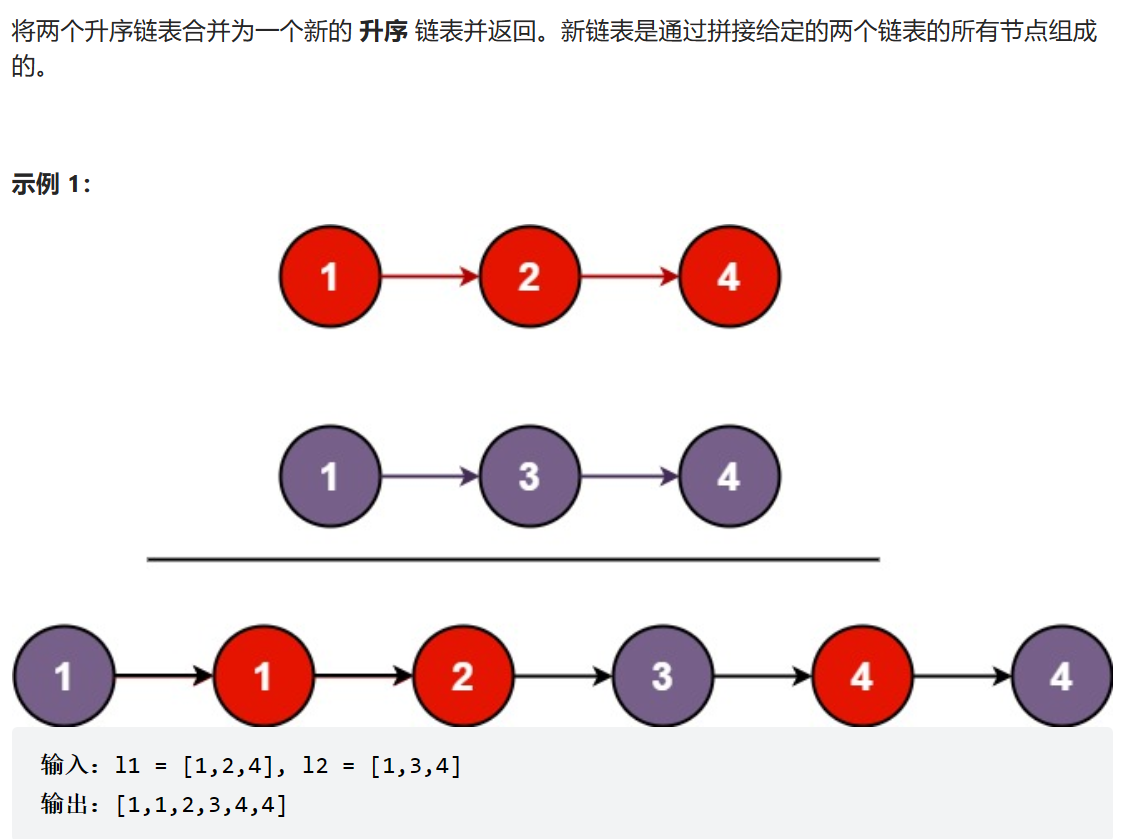 将两个升序链表合并为一个新的 升序 链表并返回。新链表是通过拼接给定的两个链表的所有节点组成
的。
示例 1:
1 2 4
1 3 4
1 1 2 3 4 4
输入：l1 = [1,2,4], l2 = [1,3,4]
输出：[1,1,2,3,4,4]